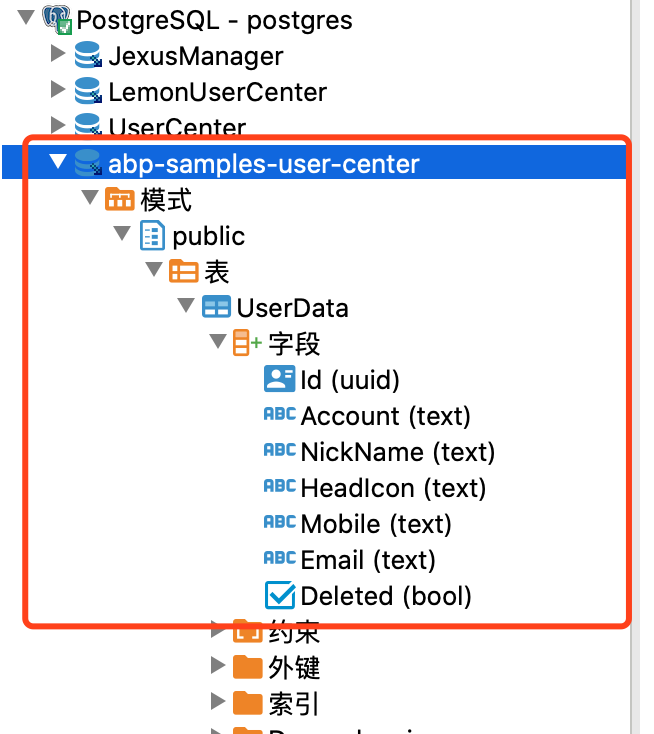 PostgreSQL - postgres
JexusManager
LemonUserCenter
UserCenter
abp-samples-user-center
模式
public
表
UserData
字段
Id (uuid)
ABC Account (text)
ABC NickName (text)
ABC HeadIcon (text)
ABC Mobile (text)
ABC Email (text)
Deleted (bool)
约束
外键
索引